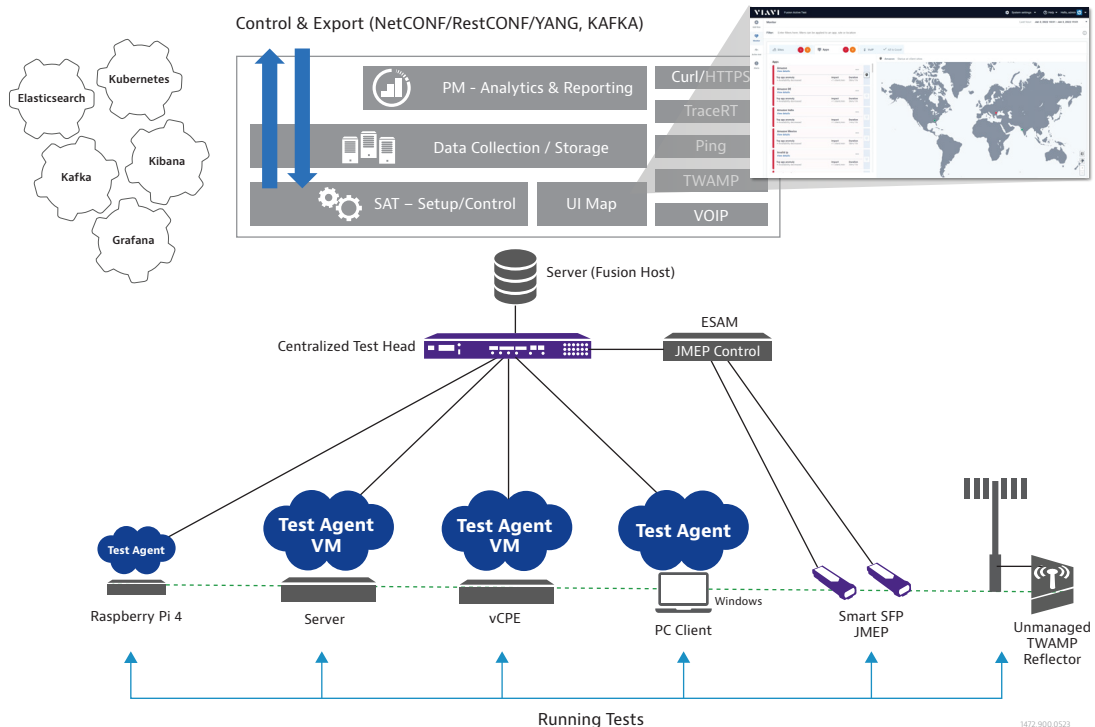 Control & Export (NetCONF/RestCONF/YANG, KAFKA)
VIAVI
Kubernetes
Elasticsearch
Kibana
Kafka
Grafana
PM - Analytics & Reporting
Data Collection / Storage
SAT – Setup/Control
UI Map
Curl/HTTPS
TraceRT
Ping
TWAMP
VOIP
Server (Fusion Host)
Centralized Test Head
ESAM
JMEP Control
Test Agent
Test Agent
VM
Test Agent
VM
Test Agent
Raspberry Pi 4
Server
vCPE
Windows
PC Client
Smart SFP
JMEP
Unmanaged
TWAMP
Reflector
Running Tests
1472.900.0523